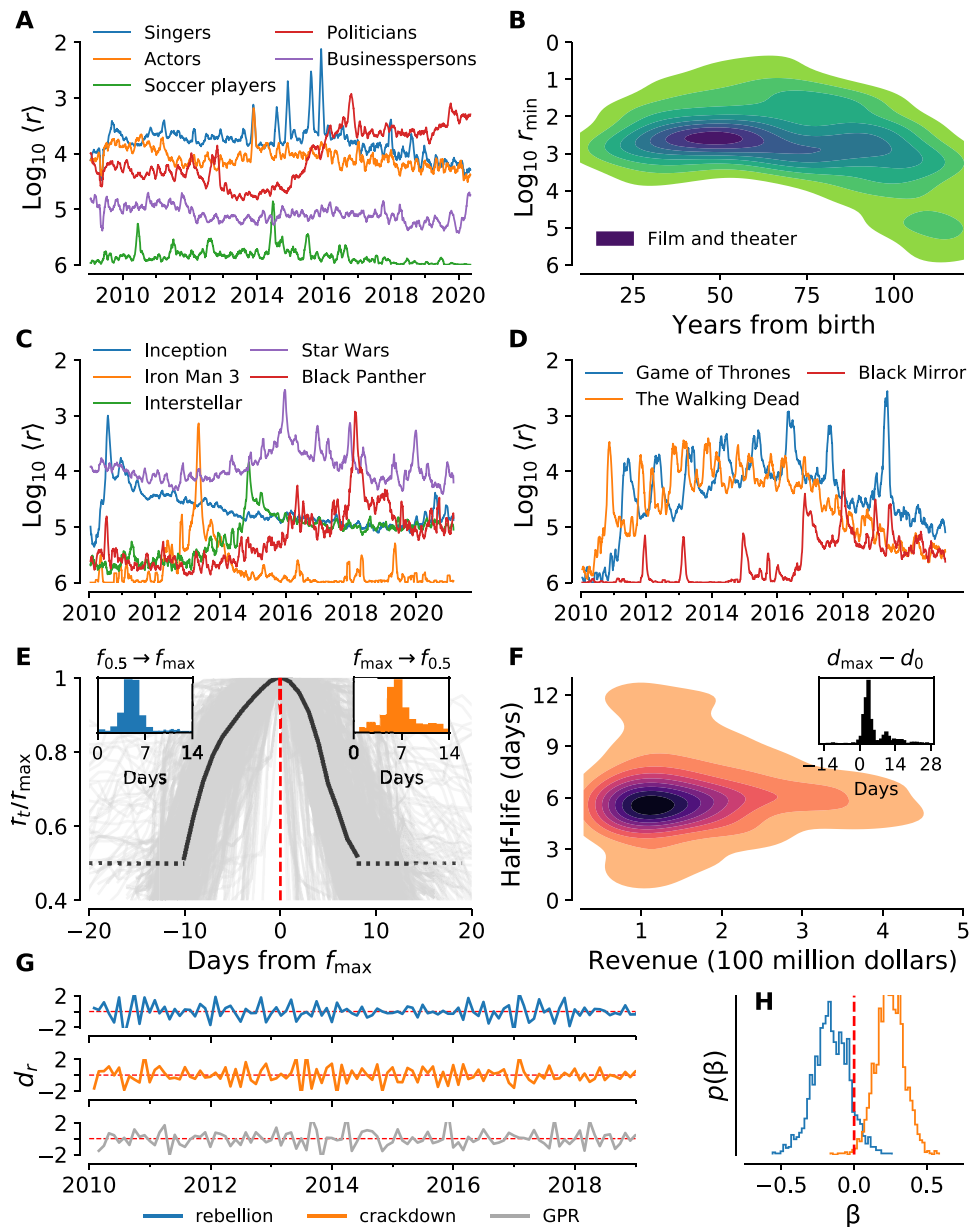 A
Singers
Actors
Soccer players
Politicians
Businesspersons
Log10 ⟨r⟩
2
3
4
5
6
2010 2012 2014 2016 2018 2020
B
Log10 rmin
0
1
2
3
4
5
6
Film and theater
25 50 75 100
Years from birth
C
Inception
Iron Man 3
Interstellar
Star Wars
Black Panther
Log10 ⟨r⟩
2
3
4
5
6
2010 2012 2014 2016 2018 2020
D
Game of Thrones
The Walking Dead
Black Mirror
Log10 ⟨r⟩
2
3
4
5
6
2010 2012 2014 2016 2018 2020
E
f0.5 → fmax
fmax → f0.5
0 7 14
Days
0 7 14
Days
rt/rmax
1
0.8
0.6
0.4
−20 −10 0 10 20
Days from fmax
F
dmax − d0
−14 0 14 28
Days
Half-life (days)
12
9
6
3
0
1 2 3 4 5
Revenue (100 million dollars)
G
dr
2
−2
2
−2
2
−2
2010 2012 2014 2016 2018
rebellion crackdown GPR
H
p(β)
−0.5 0.0 0.5
β